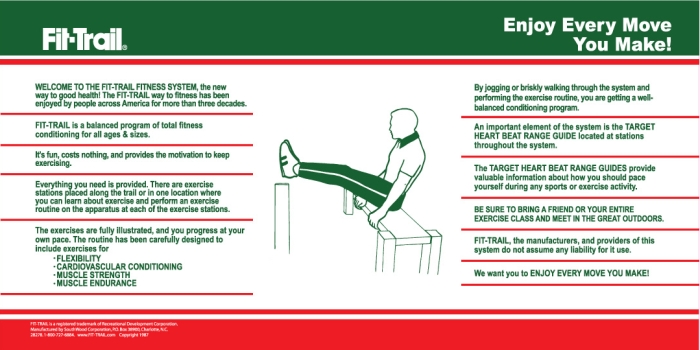 Fit-Trail®
Enjoy Every Move
You Make!
WELCOME TO THE FIT-TRAIL FITNESS SYSTEM, the new
way to good health! The FIT-TRAIL way to fitness has been
enjoyed by people across America for more than three decades.
FIT-TRAIL is a balanced program of total fitness
conditioning for all ages & sizes.
It's fun, costs nothing, and provides the motivation to keep
exercising.
Everything you need is provided. There are exercise
stations placed along the trail or in one location where
you can learn about exercise and perform an exercise
routine on the apparatus at each of the exercise stations.
The exercises are fully illustrated, and you progress at your
own pace. The routine has been carefully designed to
include exercises for
· FLEXIBILITY
· CARDIOVASCULAR CONDITIONING
· MUSCLE STRENGTH
· MUSCLE ENDURANCE
By jogging or briskly walking through the system and
performing the exercise routine, you are getting a well-
balanced conditioning program.
An important element of the system is the TARGET
HEART BEAT RANGE GUIDE located at stations
throughout the system.
The TARGET HEART BEAT RANGE GUIDES provide
valuable information about how you should pace
yourself during any sports or exercise activity.
BE SURE TO BRING A FRIEND OR YOUR ENTIRE
EXERCISE CLASS AND MEET IN THE GREAT OUTDOORS.
FIT-TRAIL, the manufacturers, and providers of this
system do not assume any liability for it use.
We want you to ENJOY EVERY MOVE YOU MAKE!
FIT-TRAIL is a registered trademark of Recreational Development Corporation.
Manufactured by SouthWood Corporation, P.O. Box 38905, Charlotte, N.C.
28278. 1-800-727-6884. www.FIT-TRAIL.com Copyright 1987